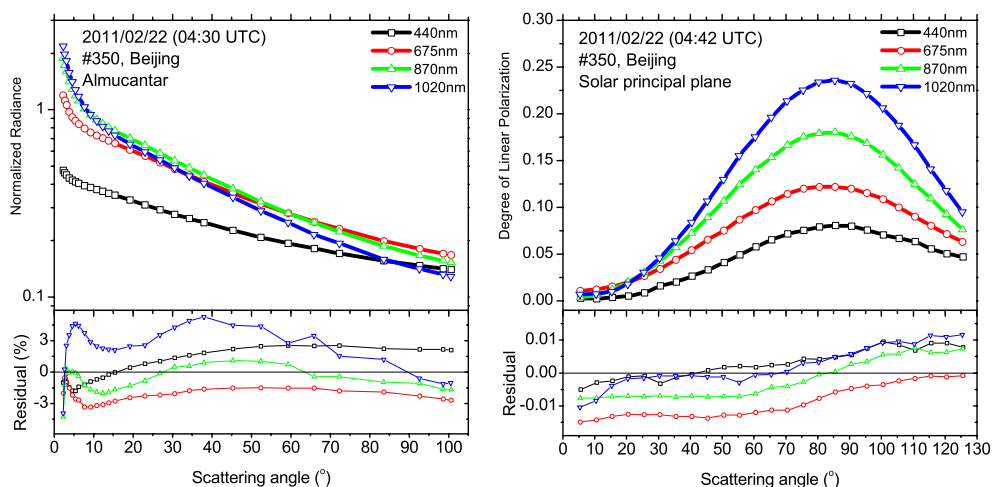 2011/02/22 (04:30 UTC)
#350, Beijing
Almucantar
440nm
675nm
870nm
1020nm
Normalized Radiance
1
0.1
Residual (%)
3
0
-3
0 10 20 30 40 50 60 70 80 90 100
Scattering angle (°)
2011/02/22 (04:42 UTC)
#350, Beijing
Solar principal plane
440nm
675nm
870nm
1020nm
Degree of Linear Polarization
0.30
0.25
0.20
0.15
0.10
0.05
0.00
Residual
0.01
0.00
-0.01
0 10 20 30 40 50 60 70 80 90 100 110 120 130
Scattering angle (°)